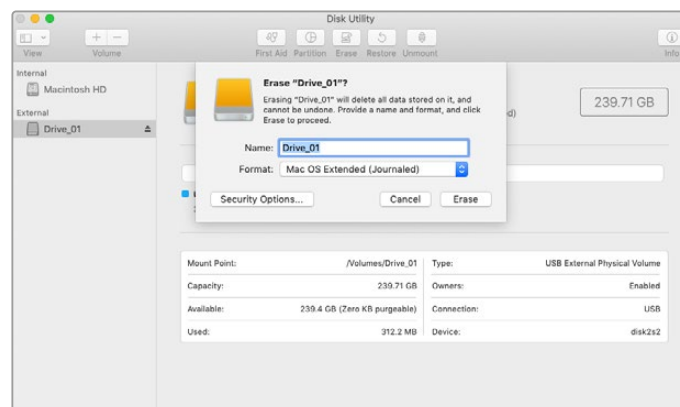 Disk Utility
View
Volume
First Aid Partition Erase Restore Unmount
Info
Internal
Macintosh HD
External
Drive_01
Erase “Drive_01”?
Erasing “Drive_01” will delete all data stored on it, and
cannot be undone. Provide a name and format, and click
Erase to proceed.
Name: Drive_01
Format: Mac OS Extended (Journaled)
Security Options... Cancel Erase
d)
239.71 GB
Mount Point: /Volumes/Drive_01
Type: USB External Physical Volume
Capacity: 239.71 GB
Owners: Enabled
Available: 239.4 GB (Zero KB purgeable)
Connection: USB
Used: 312.2 MB
Device: disk2s2